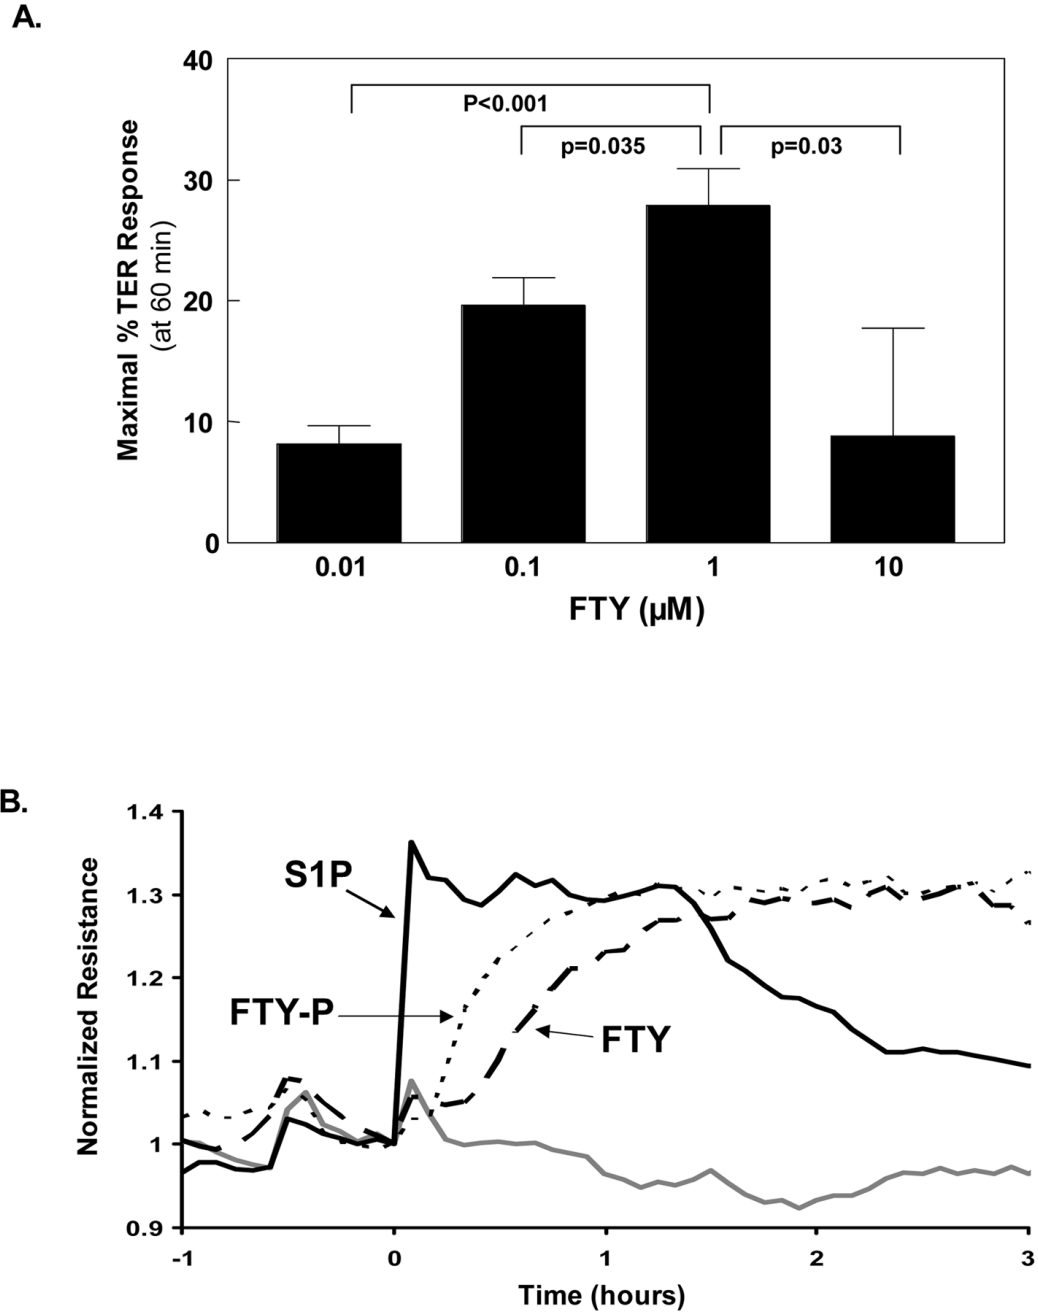 A.
40
P<0.001
p=0.035 p=0.03
30
20
10
0
Maximal % TER Response
(at 60 min)
0.01 0.1 1 10
FTY (µM)
B.
1.4
S1P
1.3
1.2
FTY-P
FTY
1.1
1
0.9
Normalized Resistance
-1 0 1 2 3
Time (hours)